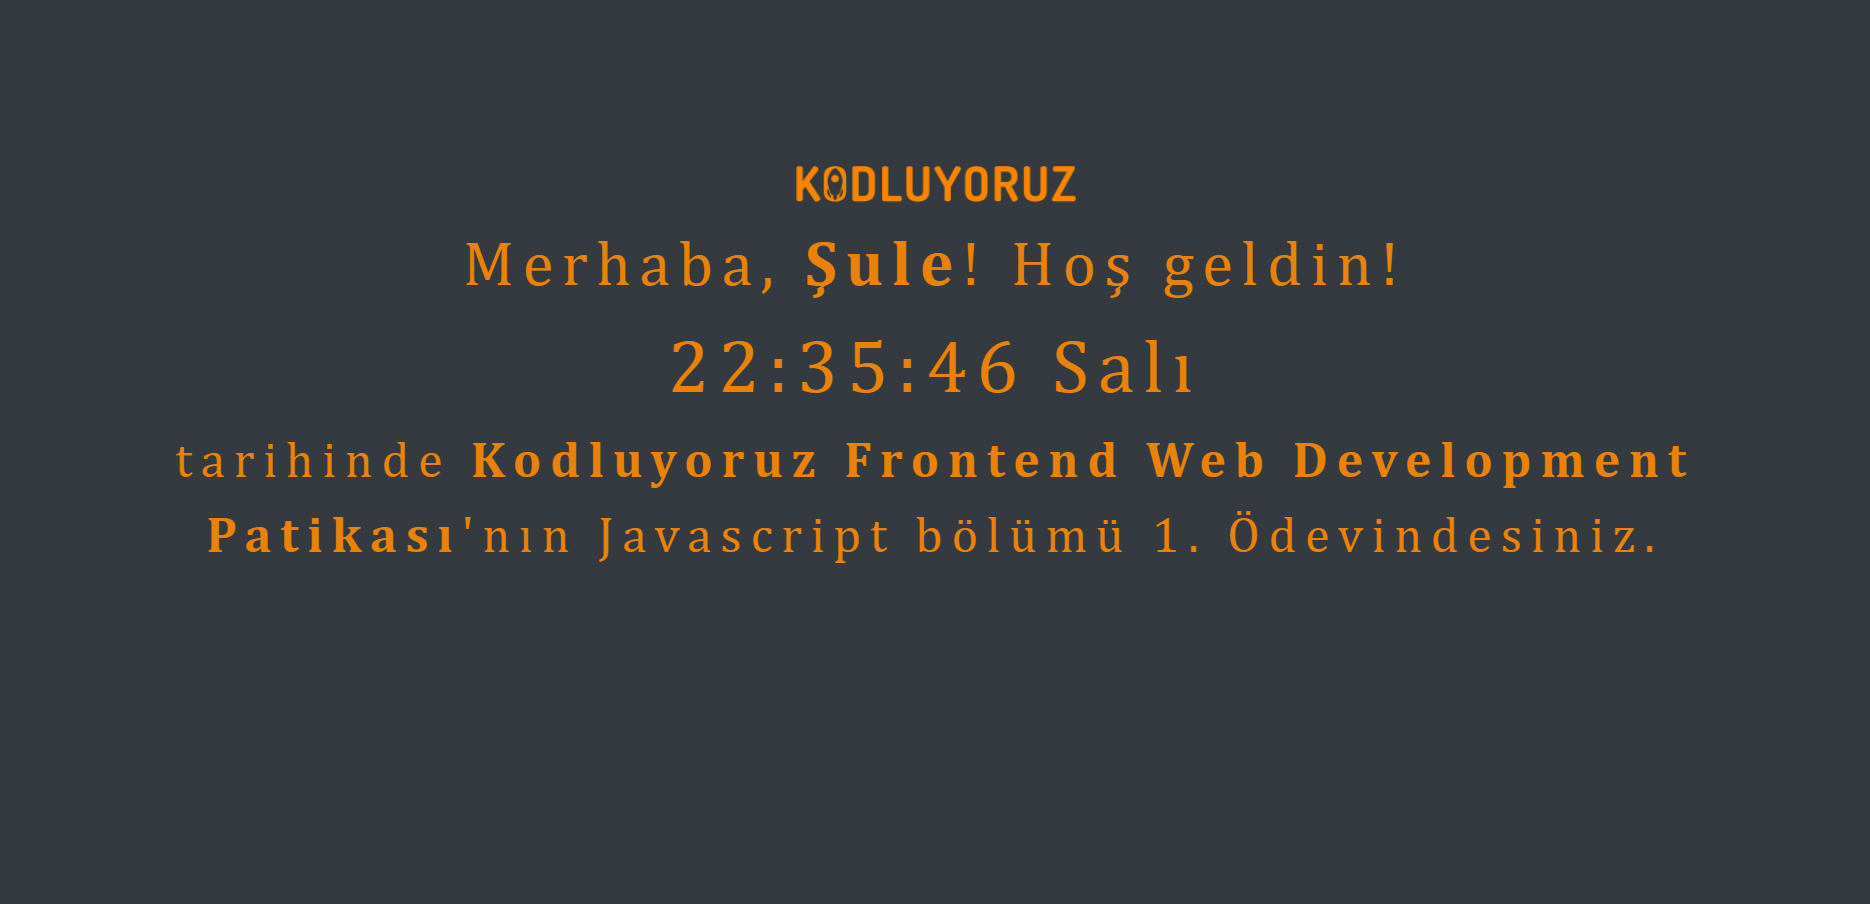 KODLUYORUZ
Merhaba, Şule! Hoş geldin!
22:35:46 Salı
tarihinde Kodluyoruz Frontend Web Development
Patikası'nın Javascript bölümü 1. Ödevindesiniz.